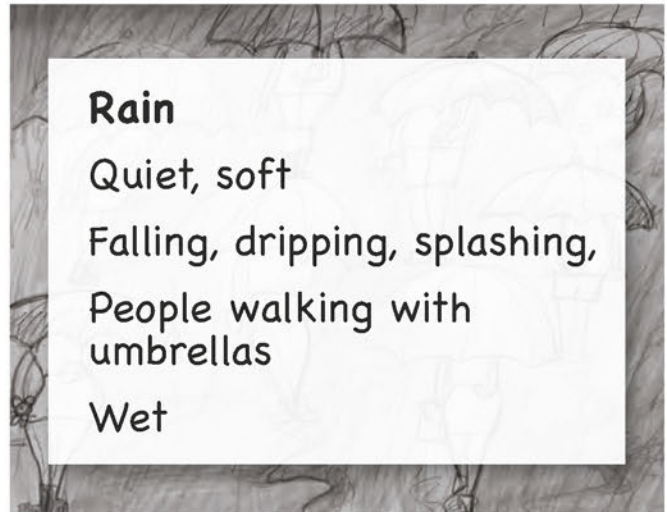 Rain
Quiet, soft
Falling, dripping, splashing,
People walking with
umbrellas
Wet